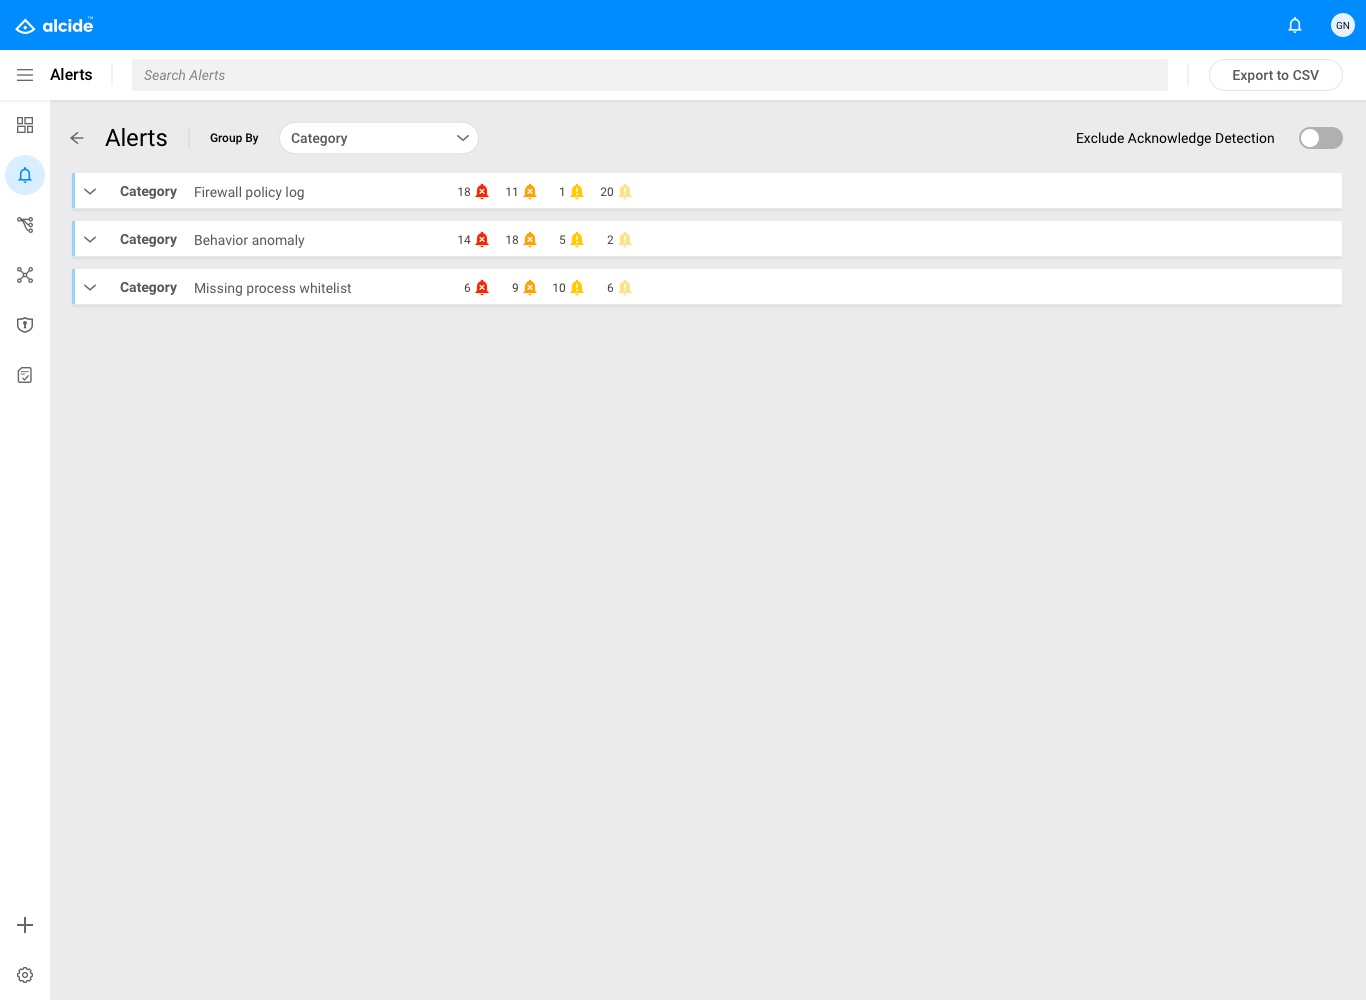 alcide™
GN
Alerts
Search Alerts
Export to CSV
Alerts
Group By
Category
Exclude Acknowledge Detection
Category Firewall policy log 18 11 1 20
Category Behavior anomaly 14 18 5 2
Category Missing process whitelist 6 9 10 6